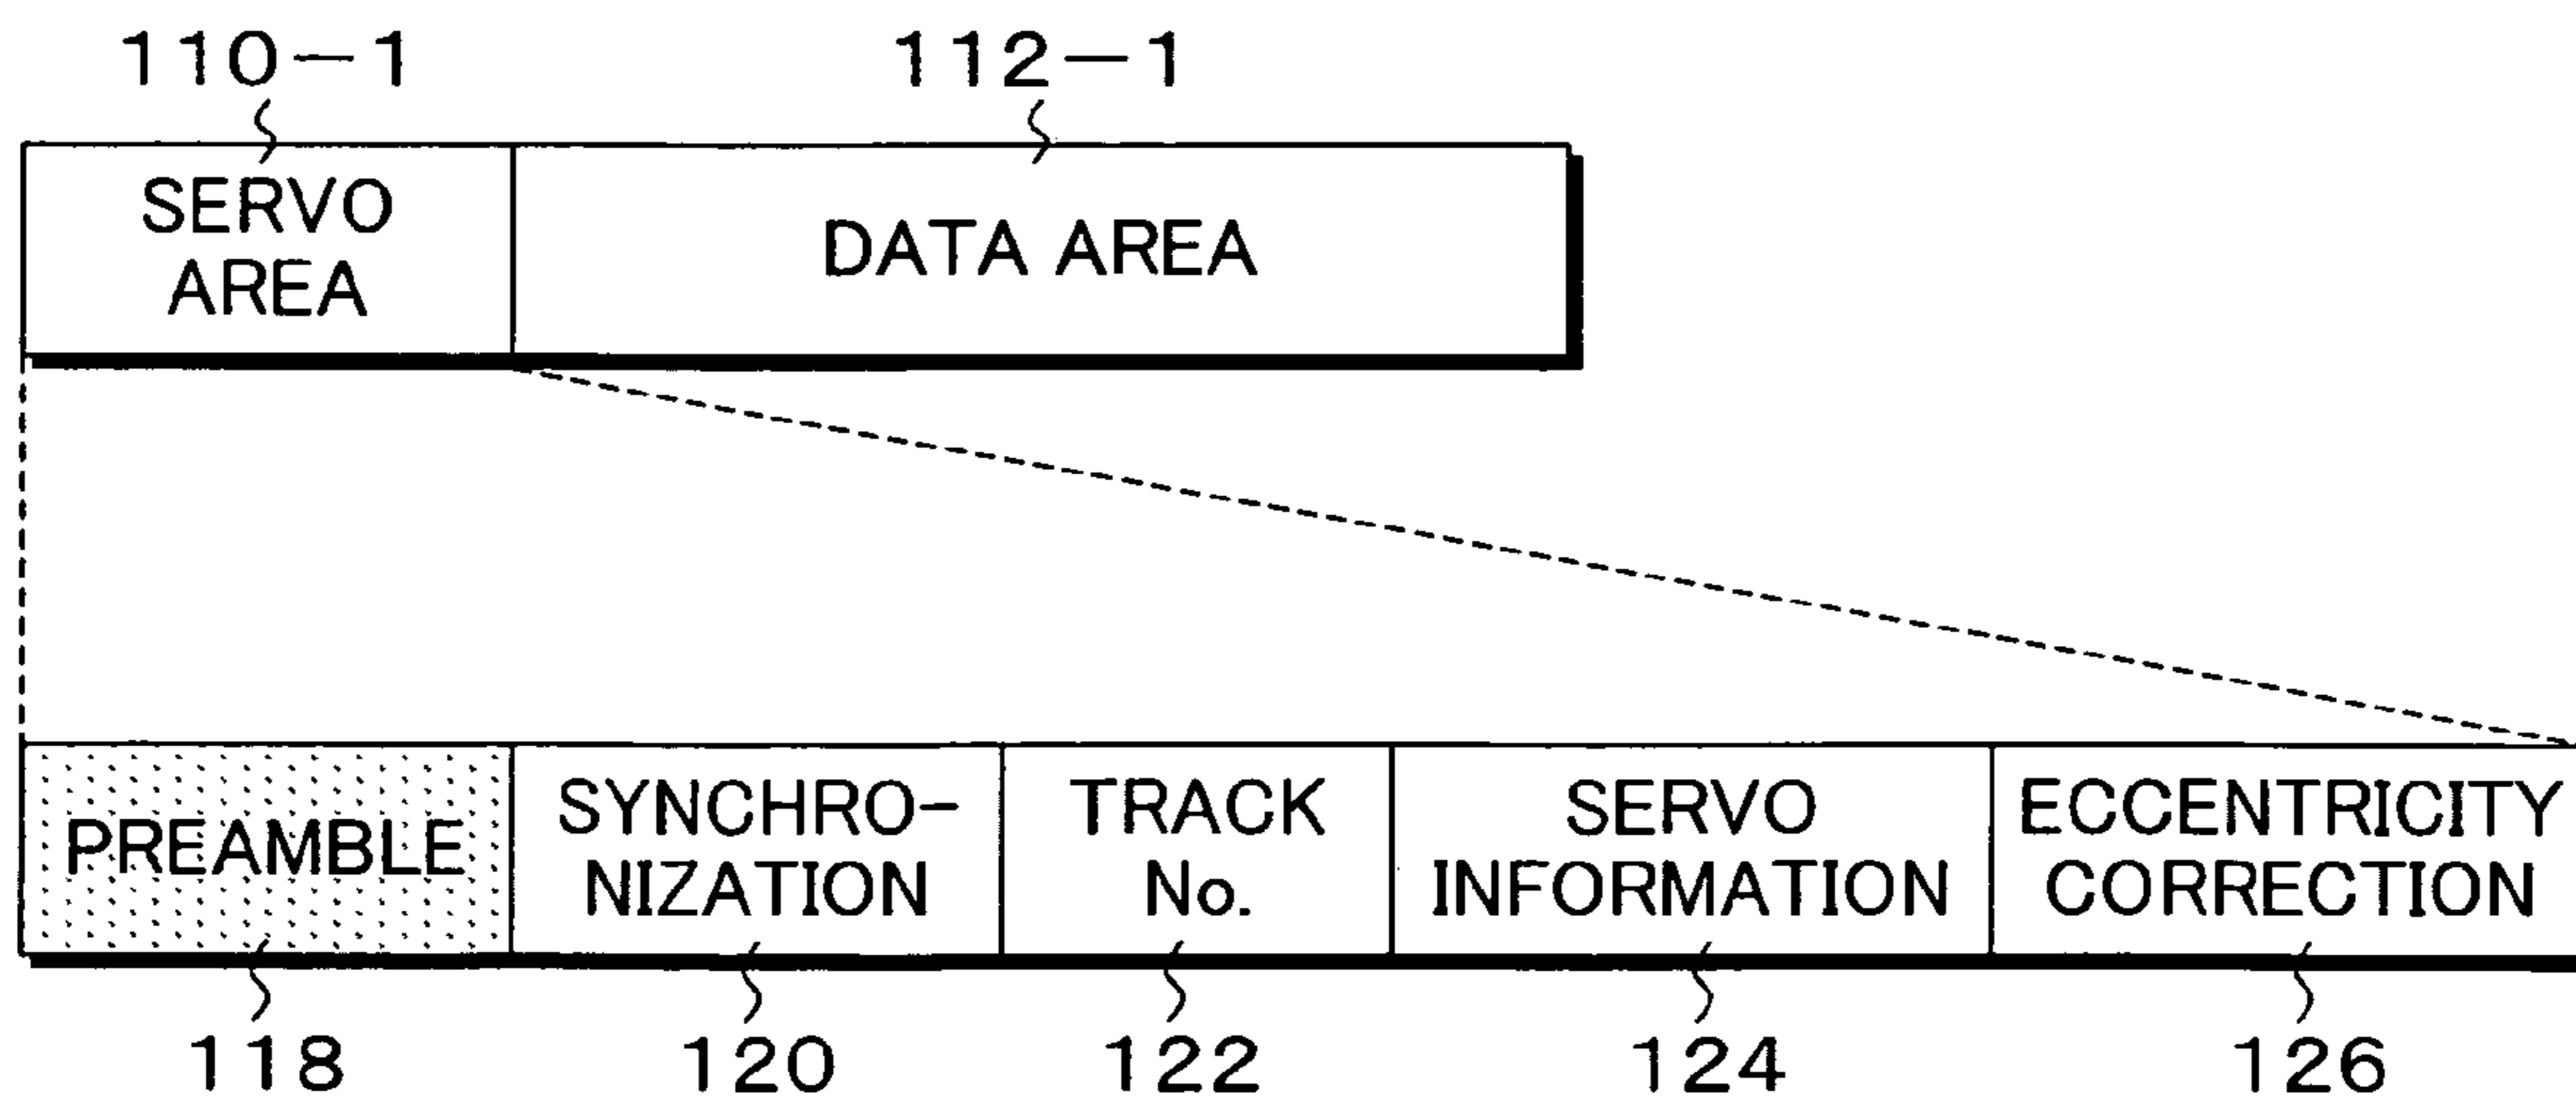 110-1
112-1
SERVO
AREA
DATA AREA
PREAMBLE
SYNCHRO-
NIZATION
TRACK
No.
SERVO
INFORMATION
ECCENTRICITY
CORRECTION
118
120
122
124
126